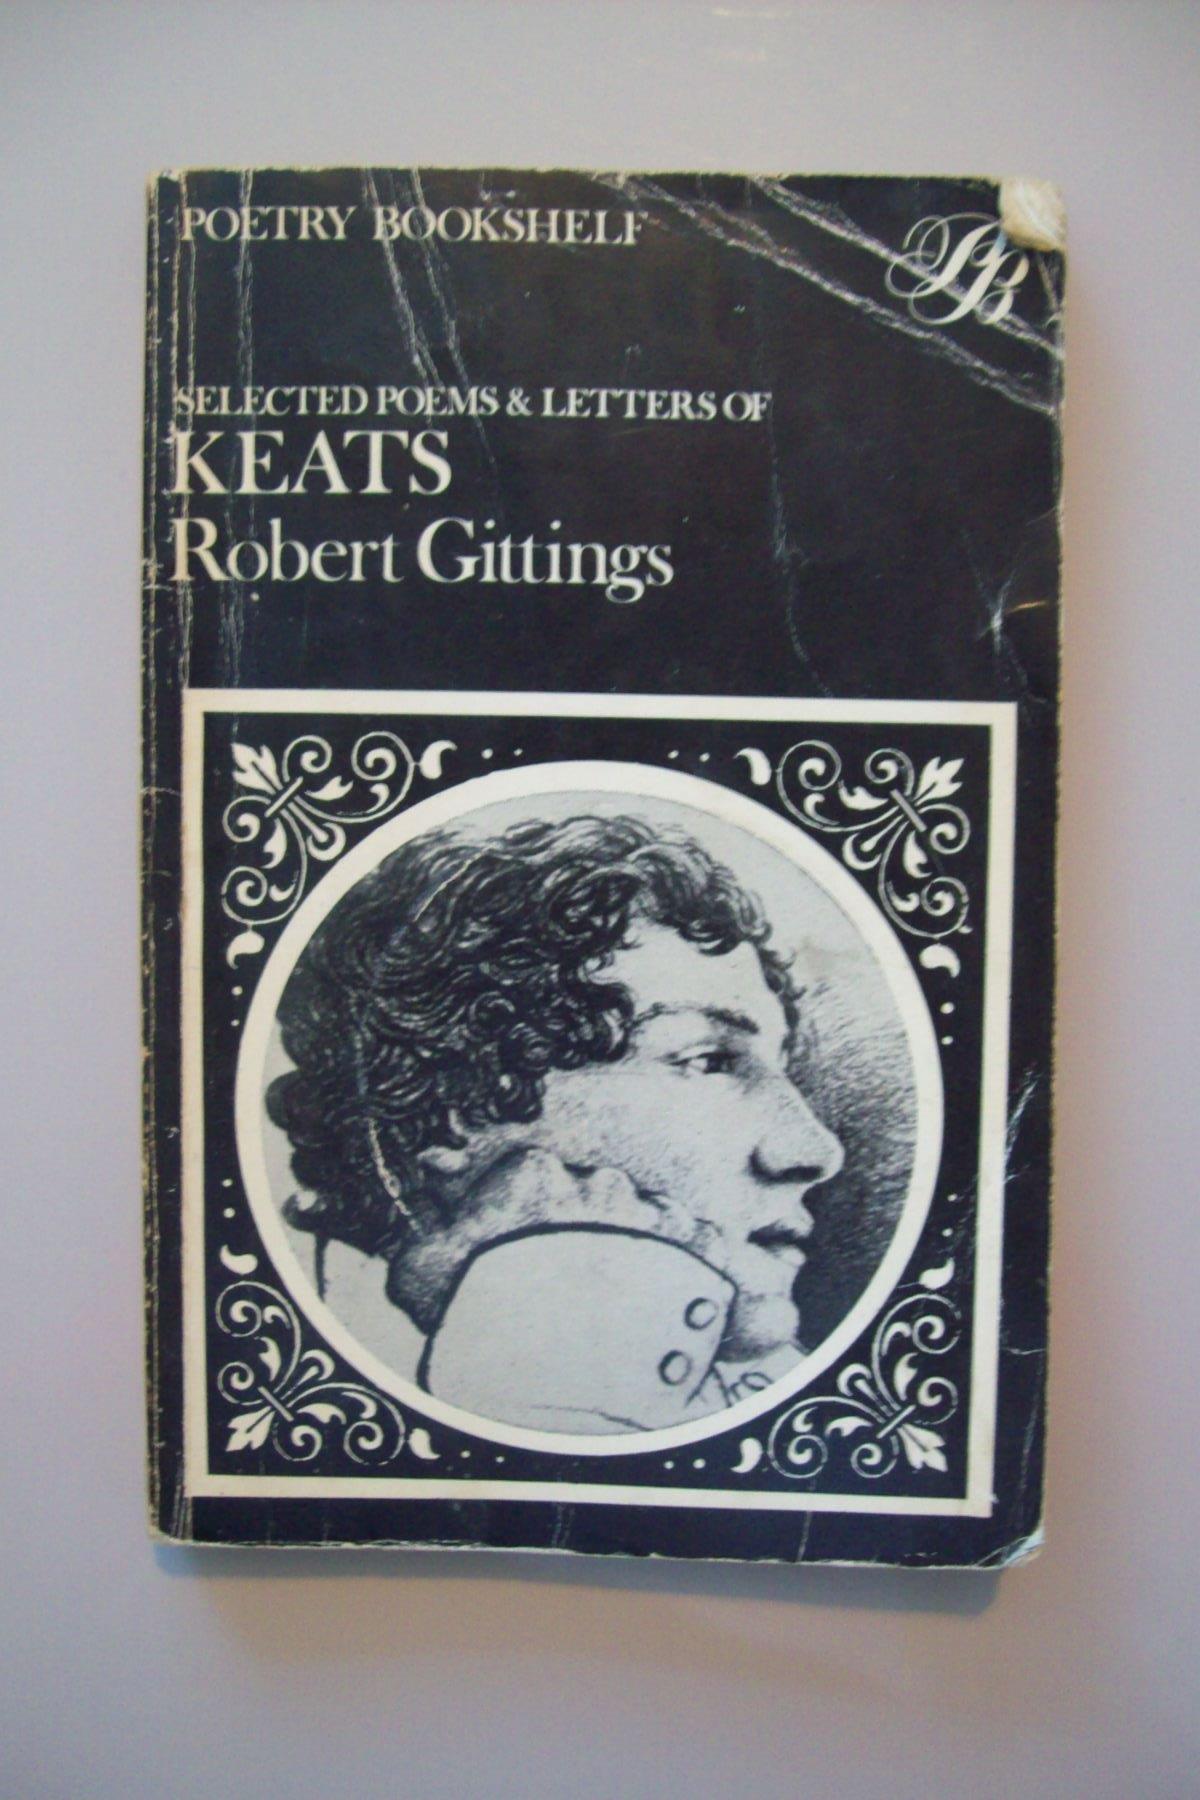 POETRY BOOKSHELF
PB
SELECTED POEMS & LETTERS OF
KEATS
Robert Gittings